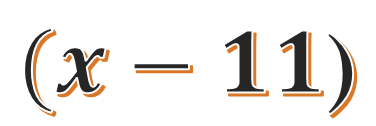 (x − 11)